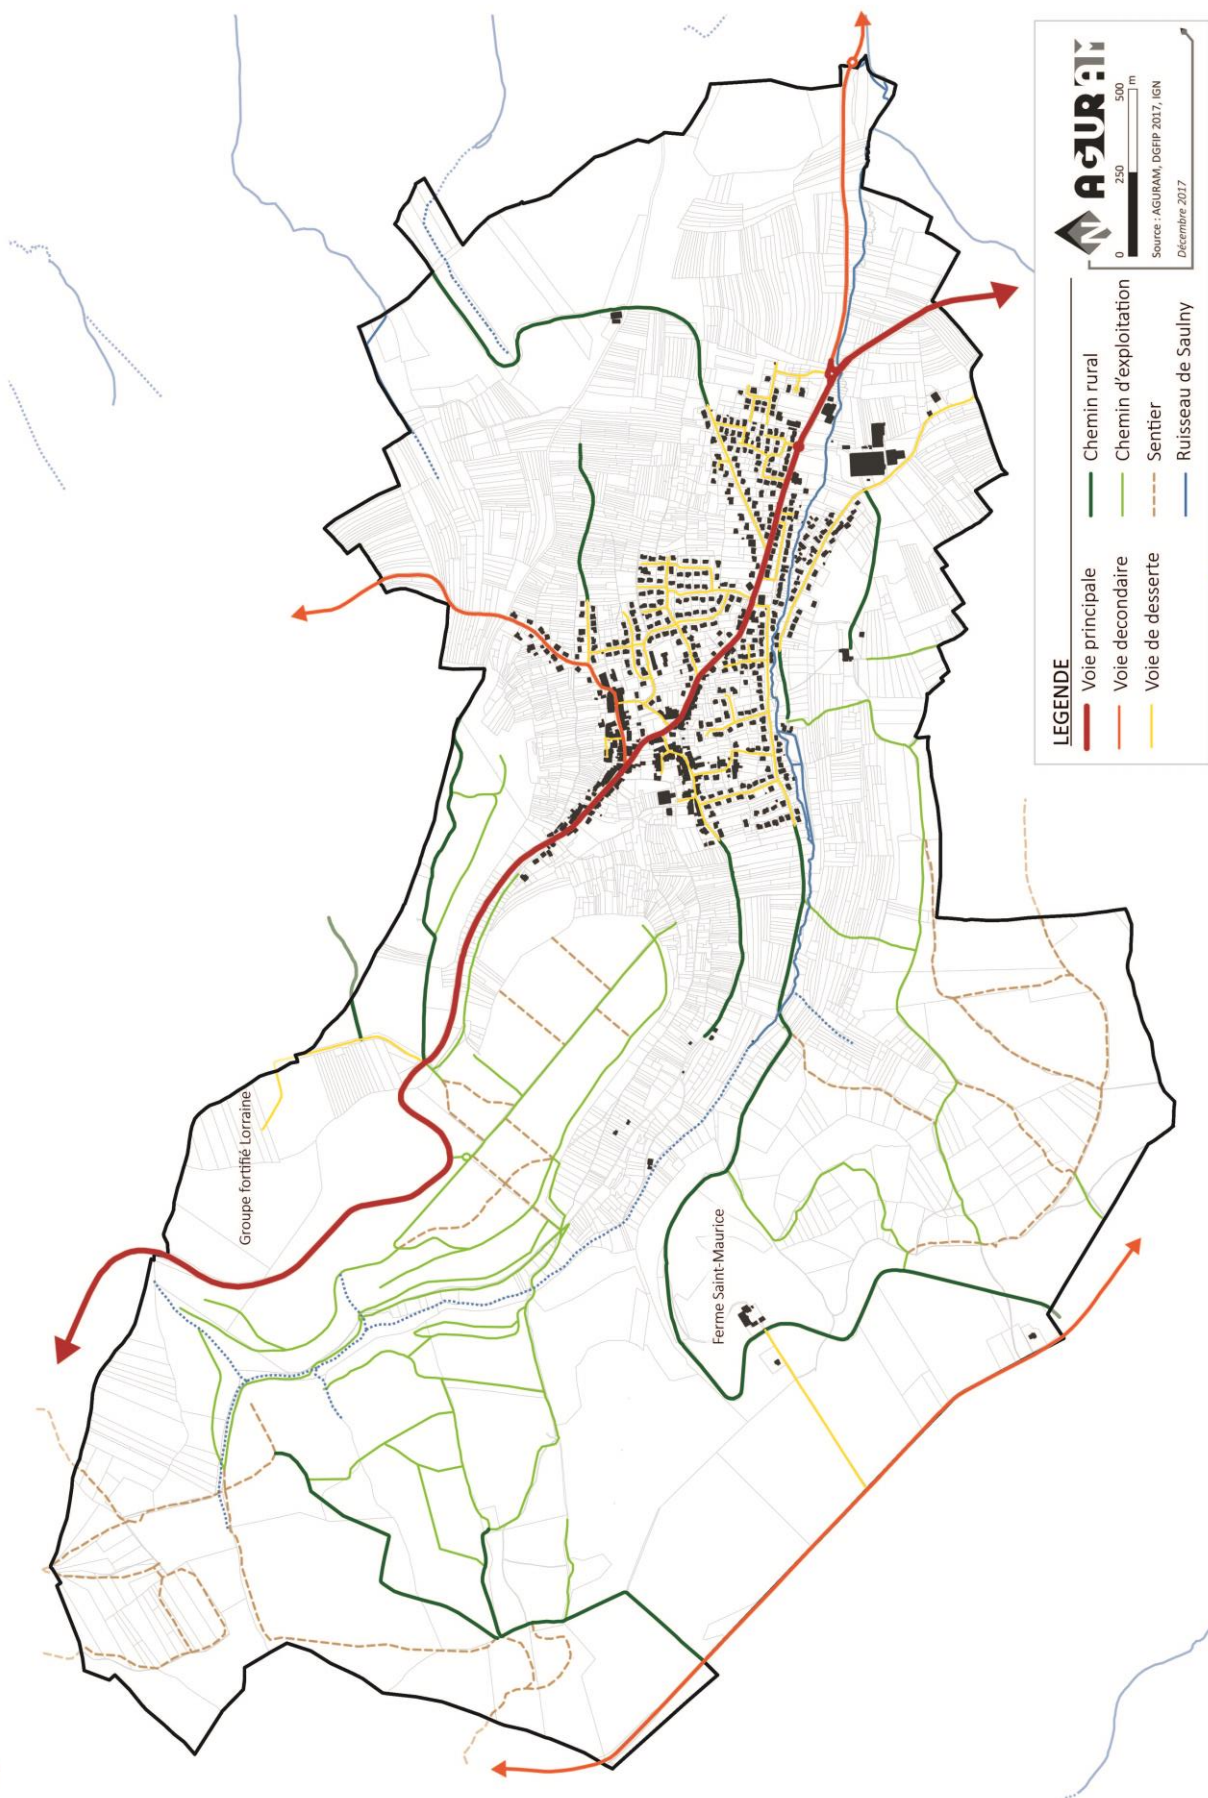 Groupe fortifié Lorraine
Ferme Saint-Maurice
LEGENDE
Voie principale
Voie decondaire
Voie de desserte
Chemin rural
Chemin d'exploitation
Sentier
Ruisseau de Saulny
N AGURAM
0 250 500 m
Source : AGURAM, DGFIP 2017, IGN
Décembre 2017